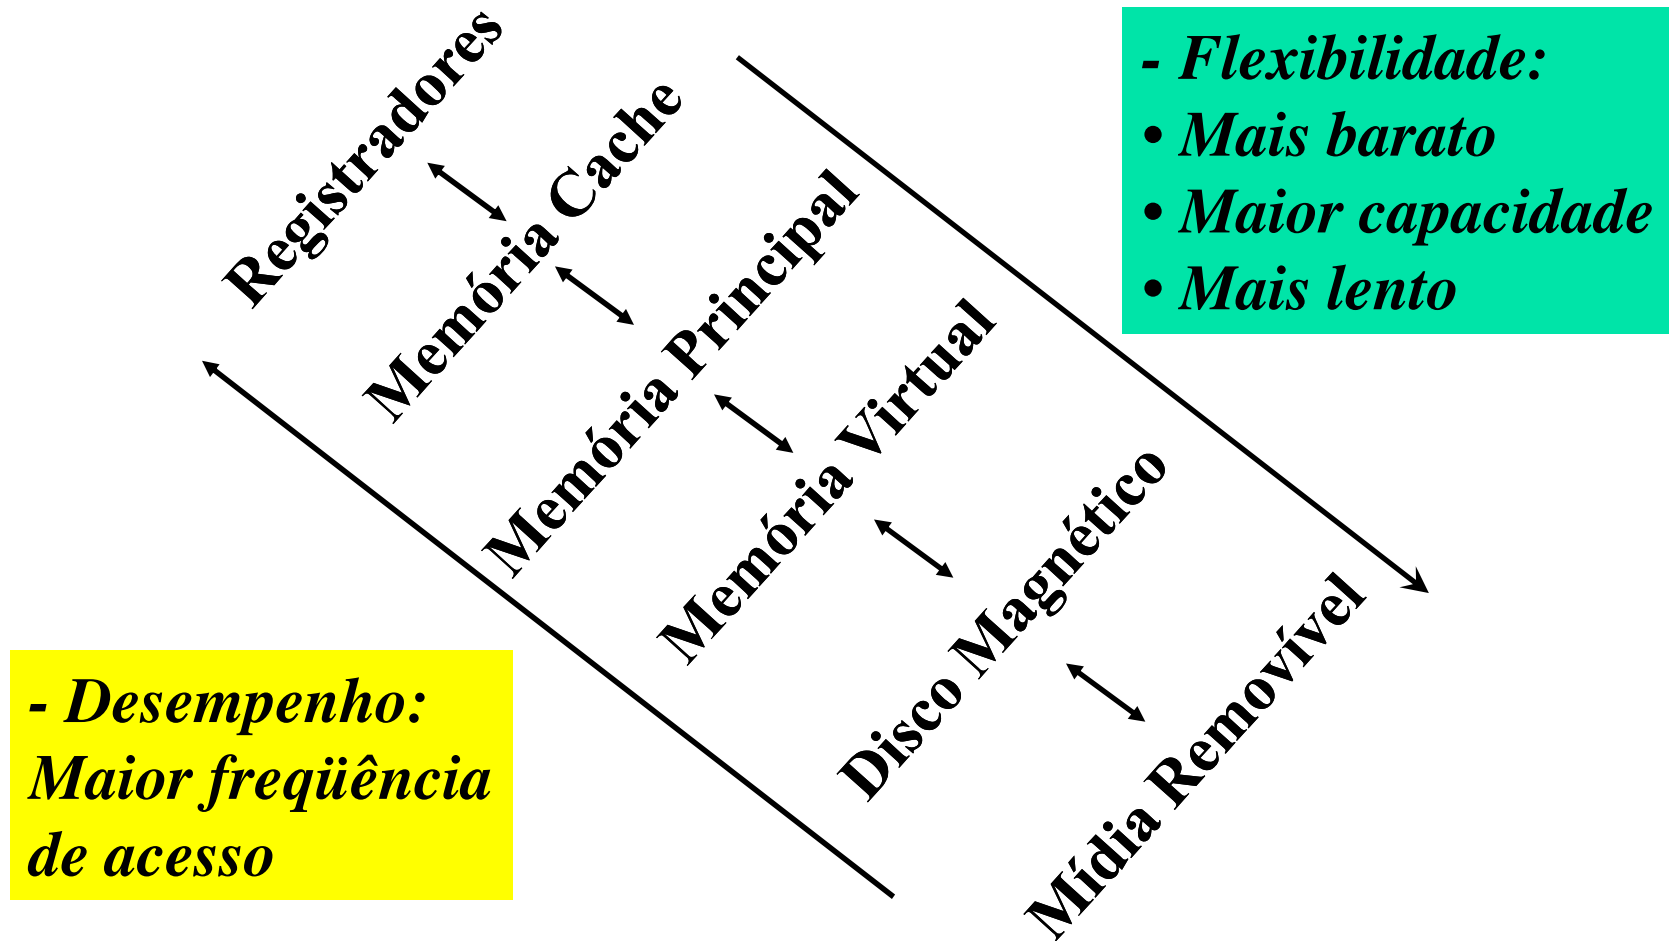 Registradores
Memória Cache
Memória Principal
Memória Virtual
Disco Magnético
Mídia Removível
- Flexibilidade:
• Mais barato
• Maior capacidade
• Mais lento
- Desempenho:
Maior freqüência
de acesso